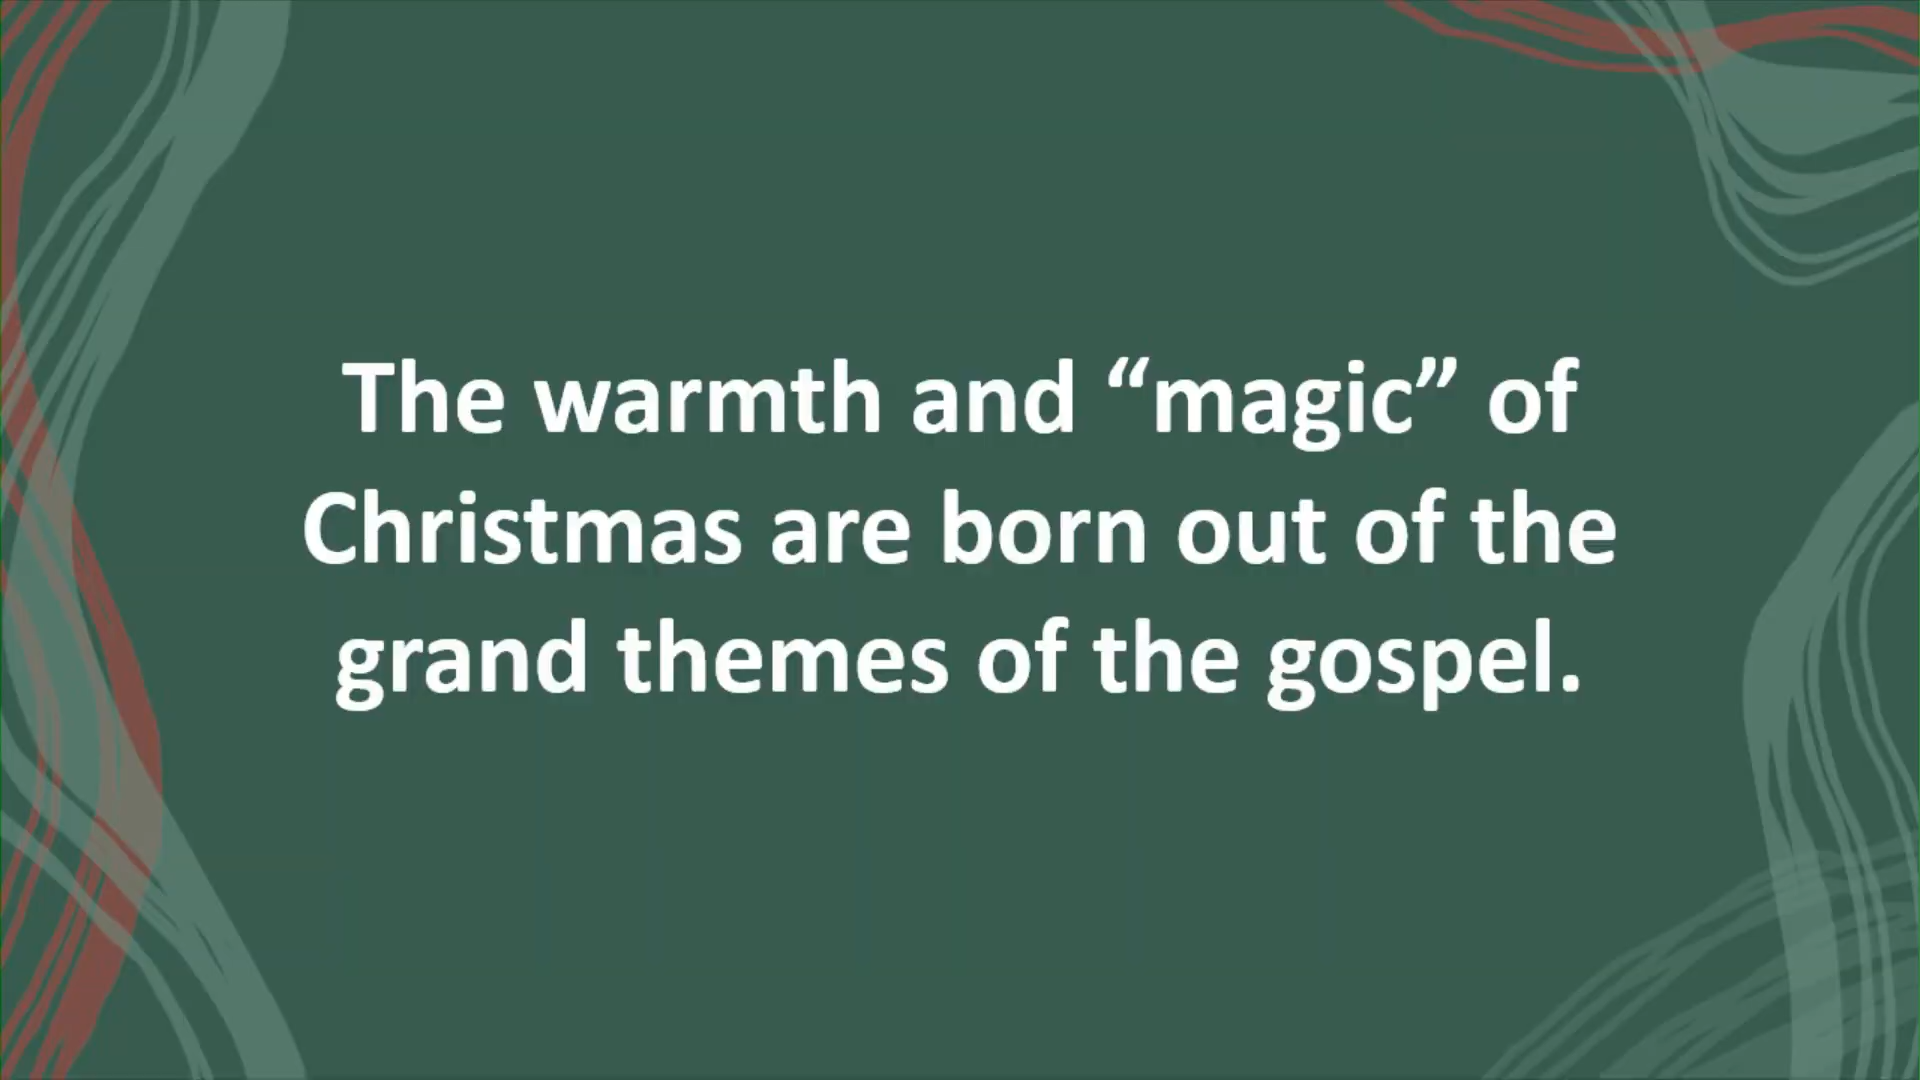 The warmth and “magic” of
Christmas are born out of the
grand themes of the gospel.